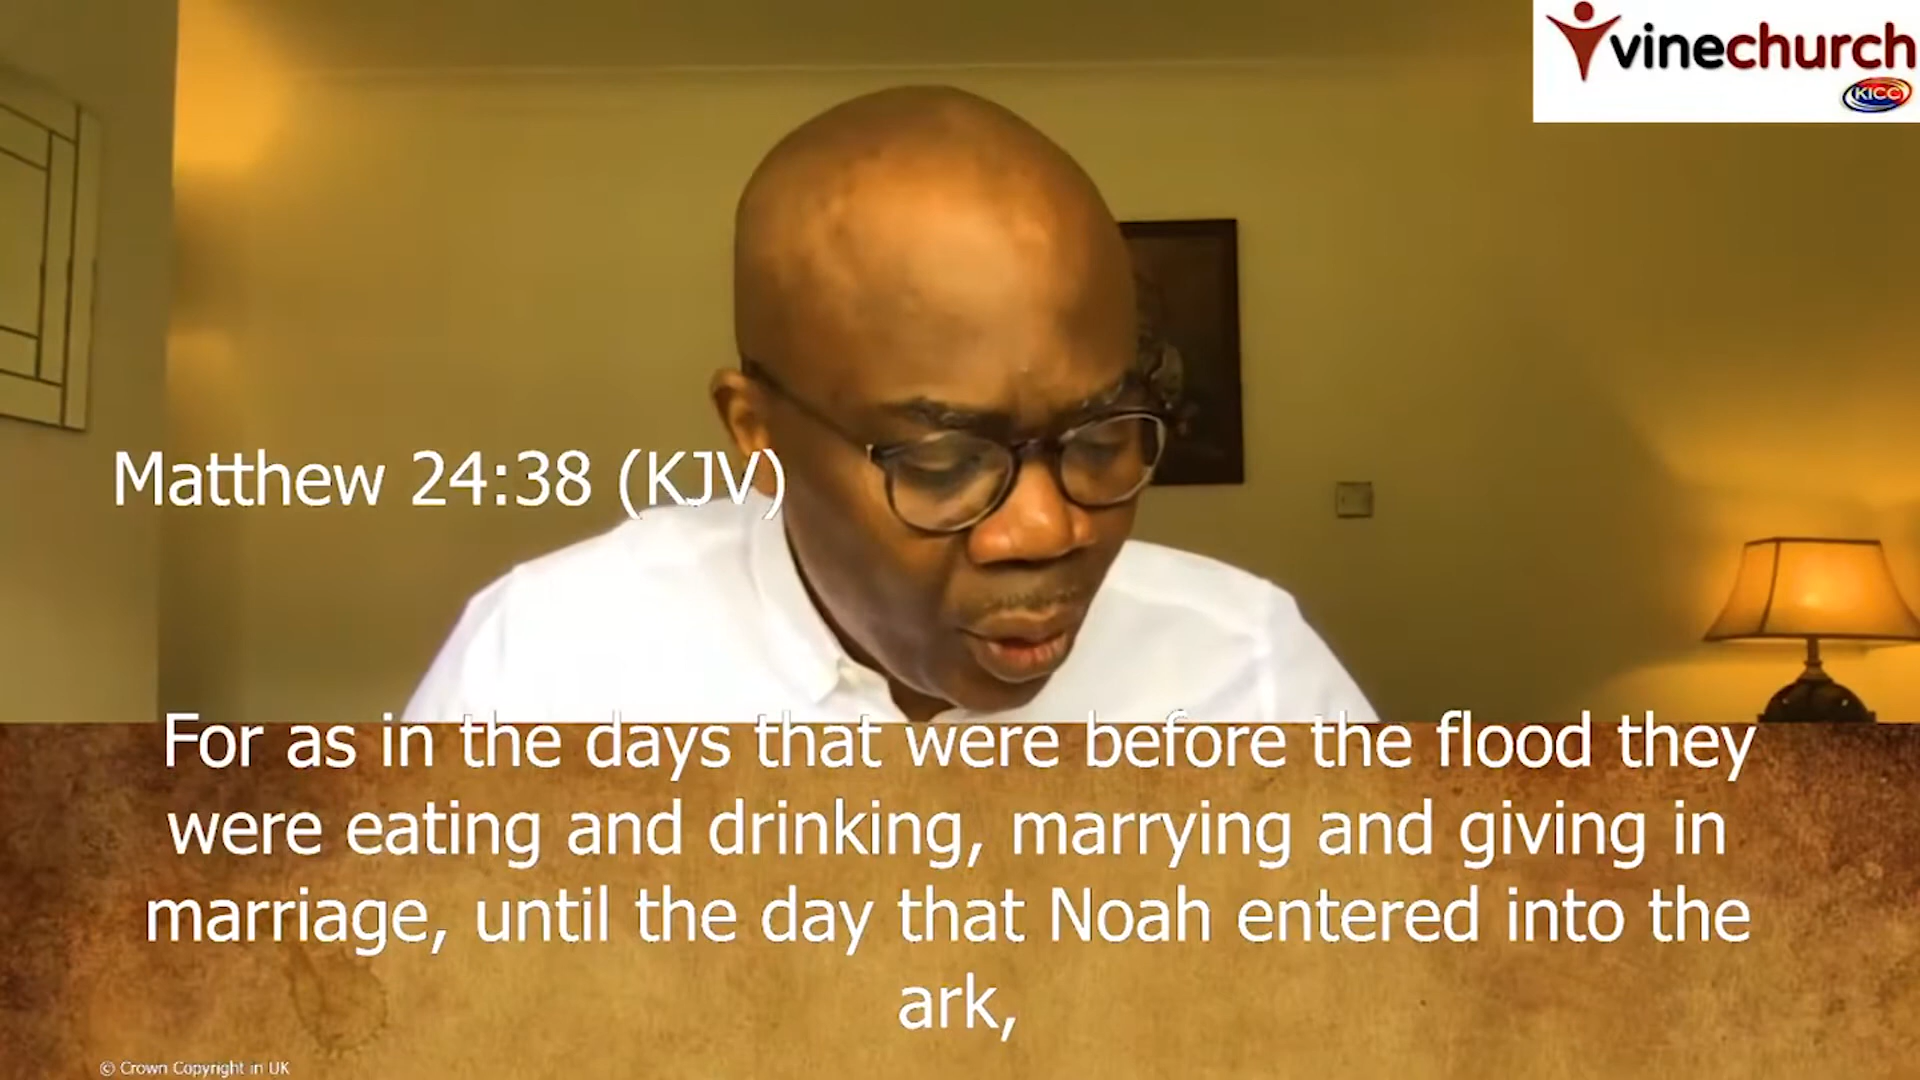 vinechurch
KICC
Matthew 24:38 (KJV)
For as in the days that were before the flood they
were eating and drinking, marrying and giving in
marriage, until the day that Noah entered into the
ark,
© Crown Copyright in UK